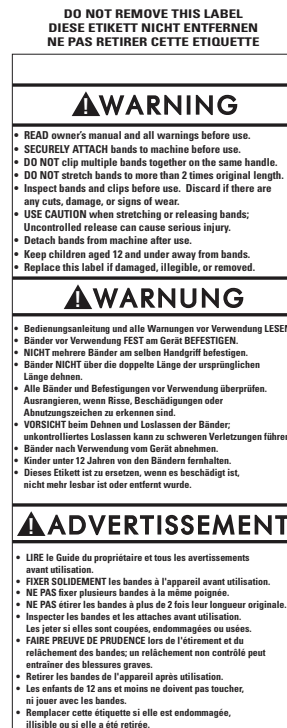 DO NOT REMOVE THIS LABEL
DIESE ETIKETT NICHT ENTFERNEN
NE PAS RETIRER CETTE ETIQUETTE
WARNING
• READ owner's manual and all warnings before use.
• SECURELY ATTACH bands to machine before use.
• DO NOT clip multiple bands together on the same handle.
• DO NOT stretch bands to more than 2 times original length.
• Inspect bands and clips before use. Discard if there are
any cuts, damage, or signs of wear.
• USE CAUTION when stretching or releasing bands;
Uncontrolled release can cause serious injury.
• Detach bands from machine after use.
• Keep children aged 12 and under away from bands.
• Replace this label if damaged, illegible, or removed.
WARNUNG
• Bedienungsanleitung und alle Warnungen vor Verwendung LESEN
• Bänder vor Verwendung FEST am Gerät BEFESTIGEN.
• NICHT mehrere Bänder am selben Handgriff befestigen.
• Bänder NICHT über die doppelte Länge der ursprünglichen
Länge dehnen.
• Alle Bänder und Befestigungen vor Verwendung überprüfen.
Ausrangieren, wenn Risse, Beschädigungen oder
Abnutzungszeichen zu erkennen sind.
• VORSICHT beim Dehnen und Loslassen der Bänder;
unkontrolliertes Loslassen kann zu schweren Verletzungen führen
• Bänder nach Verwendung vom Gerät abnehmen.
• Kinder unter 12 Jahren von den Bändern fernhalten.
• Dieses Etikett ist zu ersetzen, wenn es beschädigt ist,
nicht mehr lesbar ist oder entfernt wurde.
ADVERTISSEMENT
• LIRE le Guide du propriétaire et tous les avertissements
avant utilisation.
• FIXER SOLIDEMENT les bandes à l'appareil avant utilisation.
• NE PAS fixer plusieurs bandes à la même poignée.
• NE PAS étirer les bandes à plus de 2 fois leur longueur originale.
• Inspecter les bandes et les attaches avant utilisation.
Les jeter si elles sont coupées, endommagées ou usées.
• FAIRE PREUVE DE PRUDENCE lors de l'étirement et du
relâchement des bandes; un relâchement non contrôlé peut
entraîner des blessures graves.
• Retirer les bandes de l'appareil après utilisation.
• Les enfants de 12 ans et moins ne doivent pas toucher,
ni jouer avec les bandes.
• Remplacer cette étiquette si elle est endommagée,
illisible ou si elle a été retirée.